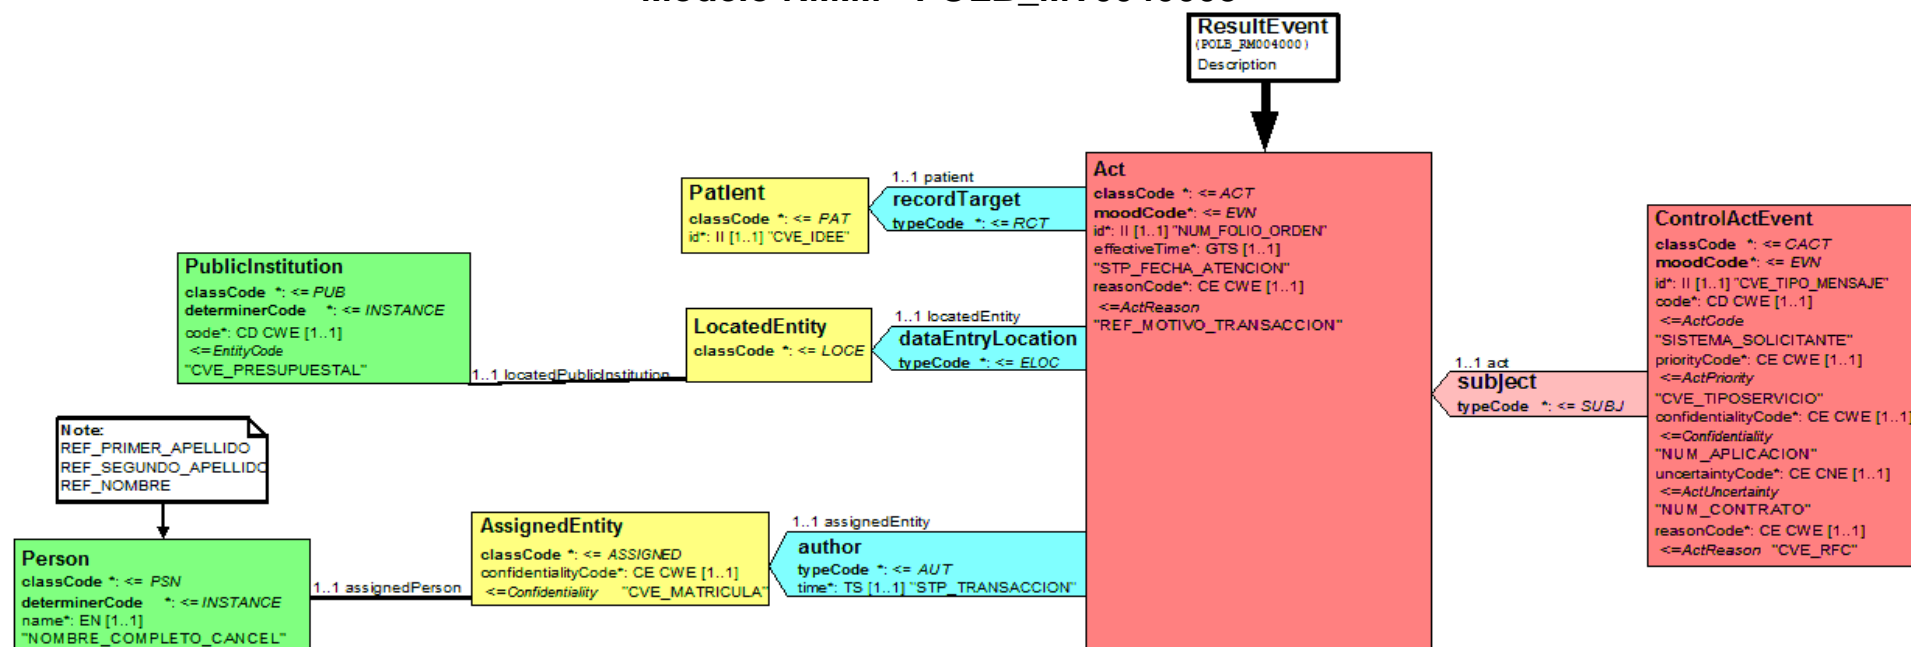 ResultEvent
(POLB_RM004000)
Description
Act
classCode *: <= ACT
moodCode*: <= EVN
id*: II [1..1] "NUM_FOLIO_ORDEN"
effectiveTime*: GTS [1..1]
"STP_FECHA_ATENCION"
reasonCode*: CE CWE [1..1]
<=ActReason
"REF_MOTIVO_TRANSACCION"
1..1 patient
recordTarget
typeCode *: <= RCT
Patient
classCode *: <= PAT
id*: II [1..1] "CVE_IDEE"
PublicInstitution
classCode *: <= PUB
determinerCode *: <= INSTANCE
code*: CD CWE [1..1]
<=EntityCode
"CVE_PRESUPUESTAL"
1..1 locatedPublicInstitution
LocatedEntity
classCode *: <= LOCE
1..1 locatedEntity
dataEntryLocation
typeCode *: <= ELOC
ControlActEvent
classCode *: <= CACT
moodCode*: <= EVN
id*: II [1..1] "CVE_TIPO_MENSAJE"
code*: CD CWE [1..1]
<=ActCode
"SISTEMA_SOLICITANTE"
priorityCode*: CE CWE [1..1]
<=ActPriority
"CVE_TIPOSERVICIO"
confidentialityCode*: CE CWE [1..1]
<=Confidentiality
"NUM_APLICACION"
uncertaintyCode*: CE CNE [1..1]
<=ActUncertainty
"NUM_CONTRATO"
reasonCode*: CE CWE [1..1]
<=ActReason "CVE_RFC"
1..1 act
subject
typeCode *: <= SUBJ
Note:
REF_PRIMER_APELLIDO
REF_SEGUNDO_APELLIDO
REF_NOMBRE
Person
classCode *: <= PSN
determinerCode *: <= INSTANCE
name*: EN [1..1]
"NOMBRE_COMPLETO_CANCEL"
1..1 assignedPerson
AssignedEntity
classCode *: <= ASSIGNED
confidentialityCode*: CE CWE [1..1]
<=Confidentiality "CVE_MATRICULA"
1..1 assignedEntity
author
typeCode *: <= AUT
time*: TS [1..1] "STP_TRANSACCION"